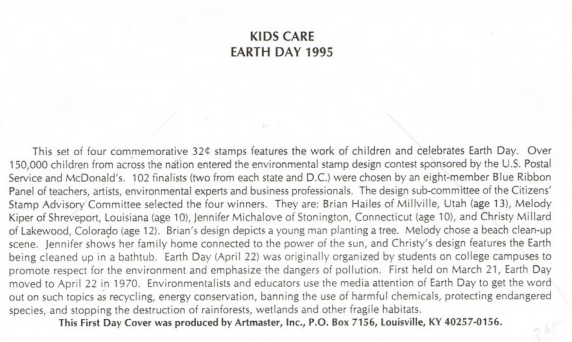 KIDS CARE
EARTH DAY 1995
This set of four commemorative 32¢ stamps features the work of children and celebrates Earth Day. Over
150,000 children from across the nation entered the environmental stamp design contest sponsored by the U.S. Postal
Service and McDonald's. 102 finalists (two from each state and D.C.) were chosen by an eight-member Blue Ribbon
Panel of teachers, artists, environmental experts and business professionals. The design sub-committee of the Citizens'
Stamp Advisory Committee selected the four winners. They are: Brian Hailes of Millville, Utah (age 13), Melody
Kiper of Shreveport, Louisiana (age 10), Jennifer Michalove of Stonington, Connecticut (age 10), and Christy Millard
of Lakewood, Colorado (age 12). Brian's design depicts a young man planting a tree. Melody chose a beach clean-up
scene. Jennifer shows her family home connected to the power of the sun, and Christy's design features the Earth
being cleaned up in a bathtub. Earth Day (April 22) was originally organized by students on college campuses to
promote respect for the environment and emphasize the dangers of pollution. First held on March 21, Earth Day
moved to April 22 in 1970. Environmentalists and educators use the media attention of Earth Day to get the word
out on such topics as recycling, energy conservation, banning the use of harmful chemicals, protecting endangered
species, and stopping the destruction of rainforests, wetlands and other fragile habitats.
This First Day Cover was produced by Artmaster, Inc., P.O. Box 7156, Louisville, KY 40257-0156.